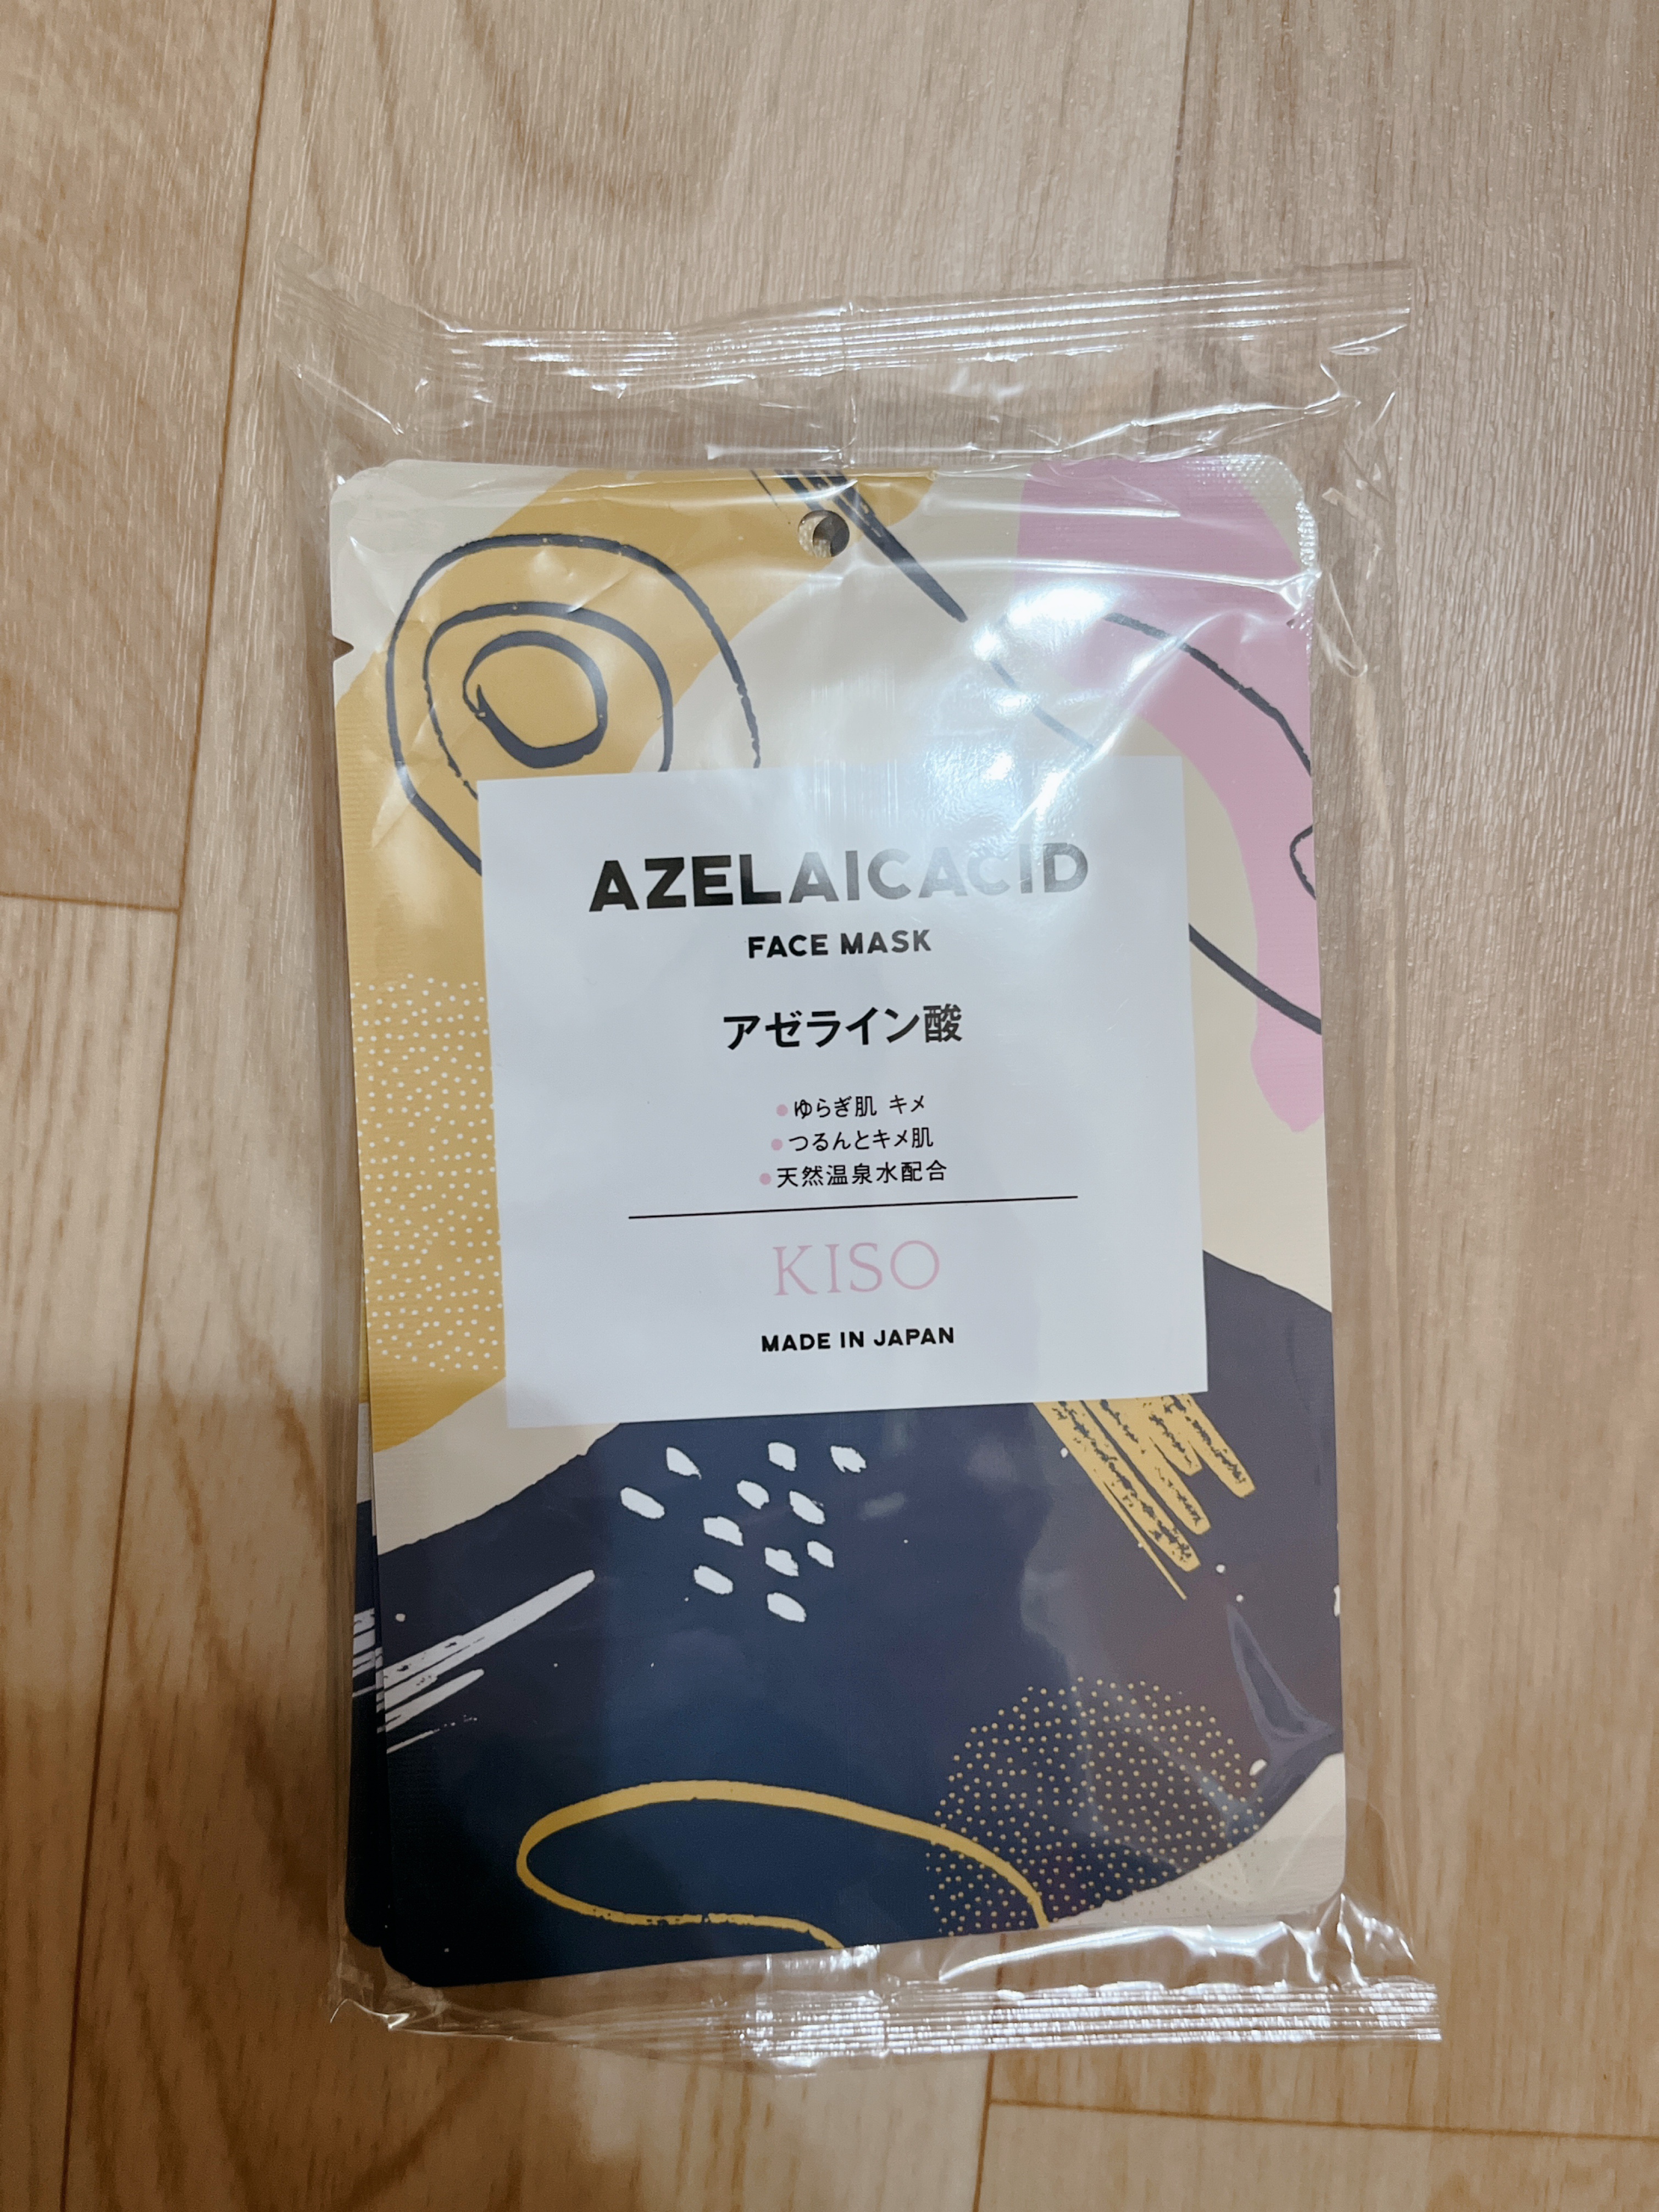 AZELAICACID
FACE MASK
アゼライン酸
●ゆらぎ肌 キメ
●つるんとキメ肌
●天然温泉水配合
KISO
MADE IN JAPAN